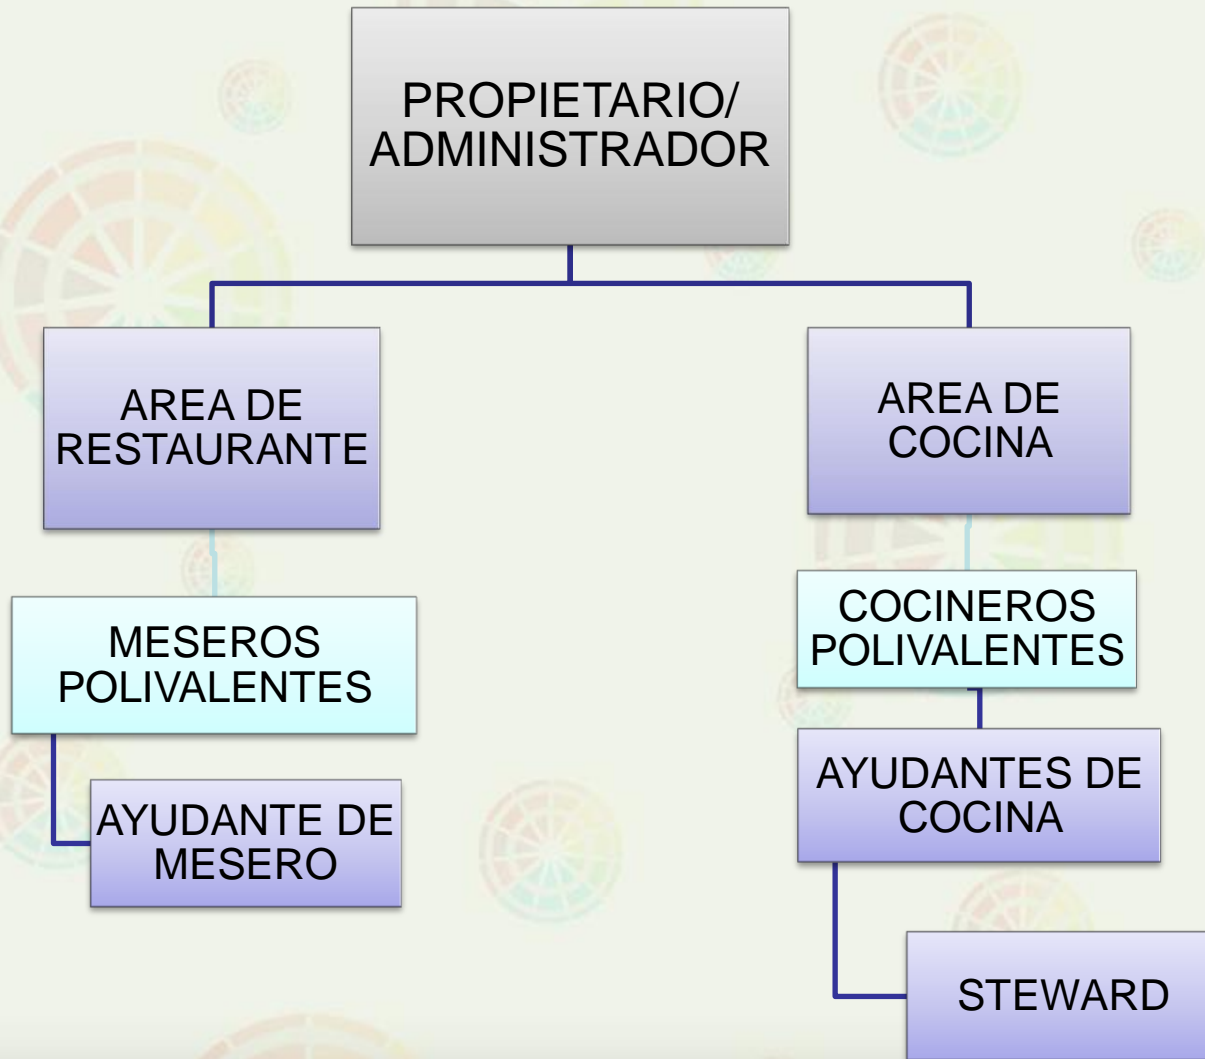 PROPIETARIO/
ADMINISTRADOR
AREA DE
RESTAURANTE
AREA DE
COCINA
MESEROS
POLIVALENTES
COCINEROS
POLIVALENTES
AYUDANTE DE
MESERO
AYUDANTES DE
COCINA
STEWARD